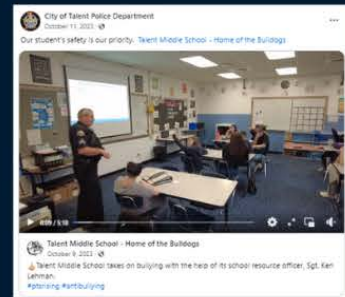 City of Talent Police Department
October 11, 2023
Our student's safety is our priority. Talent Middle School - Home of the Bulldogs
Talent Middle School - Home of the Bulldogs
October 9, 2023
Talent Middle School takes on bullying with the help of its school resource officer, Sgt. Ken
Lehman.
#ptsrising #antibullying